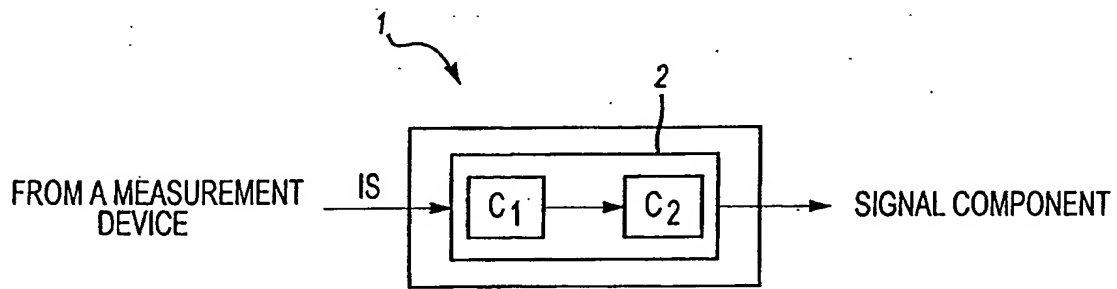 1
2
FROM A MEASUREMENT
DEVICE
IS
C1
C2
SIGNAL COMPONENT